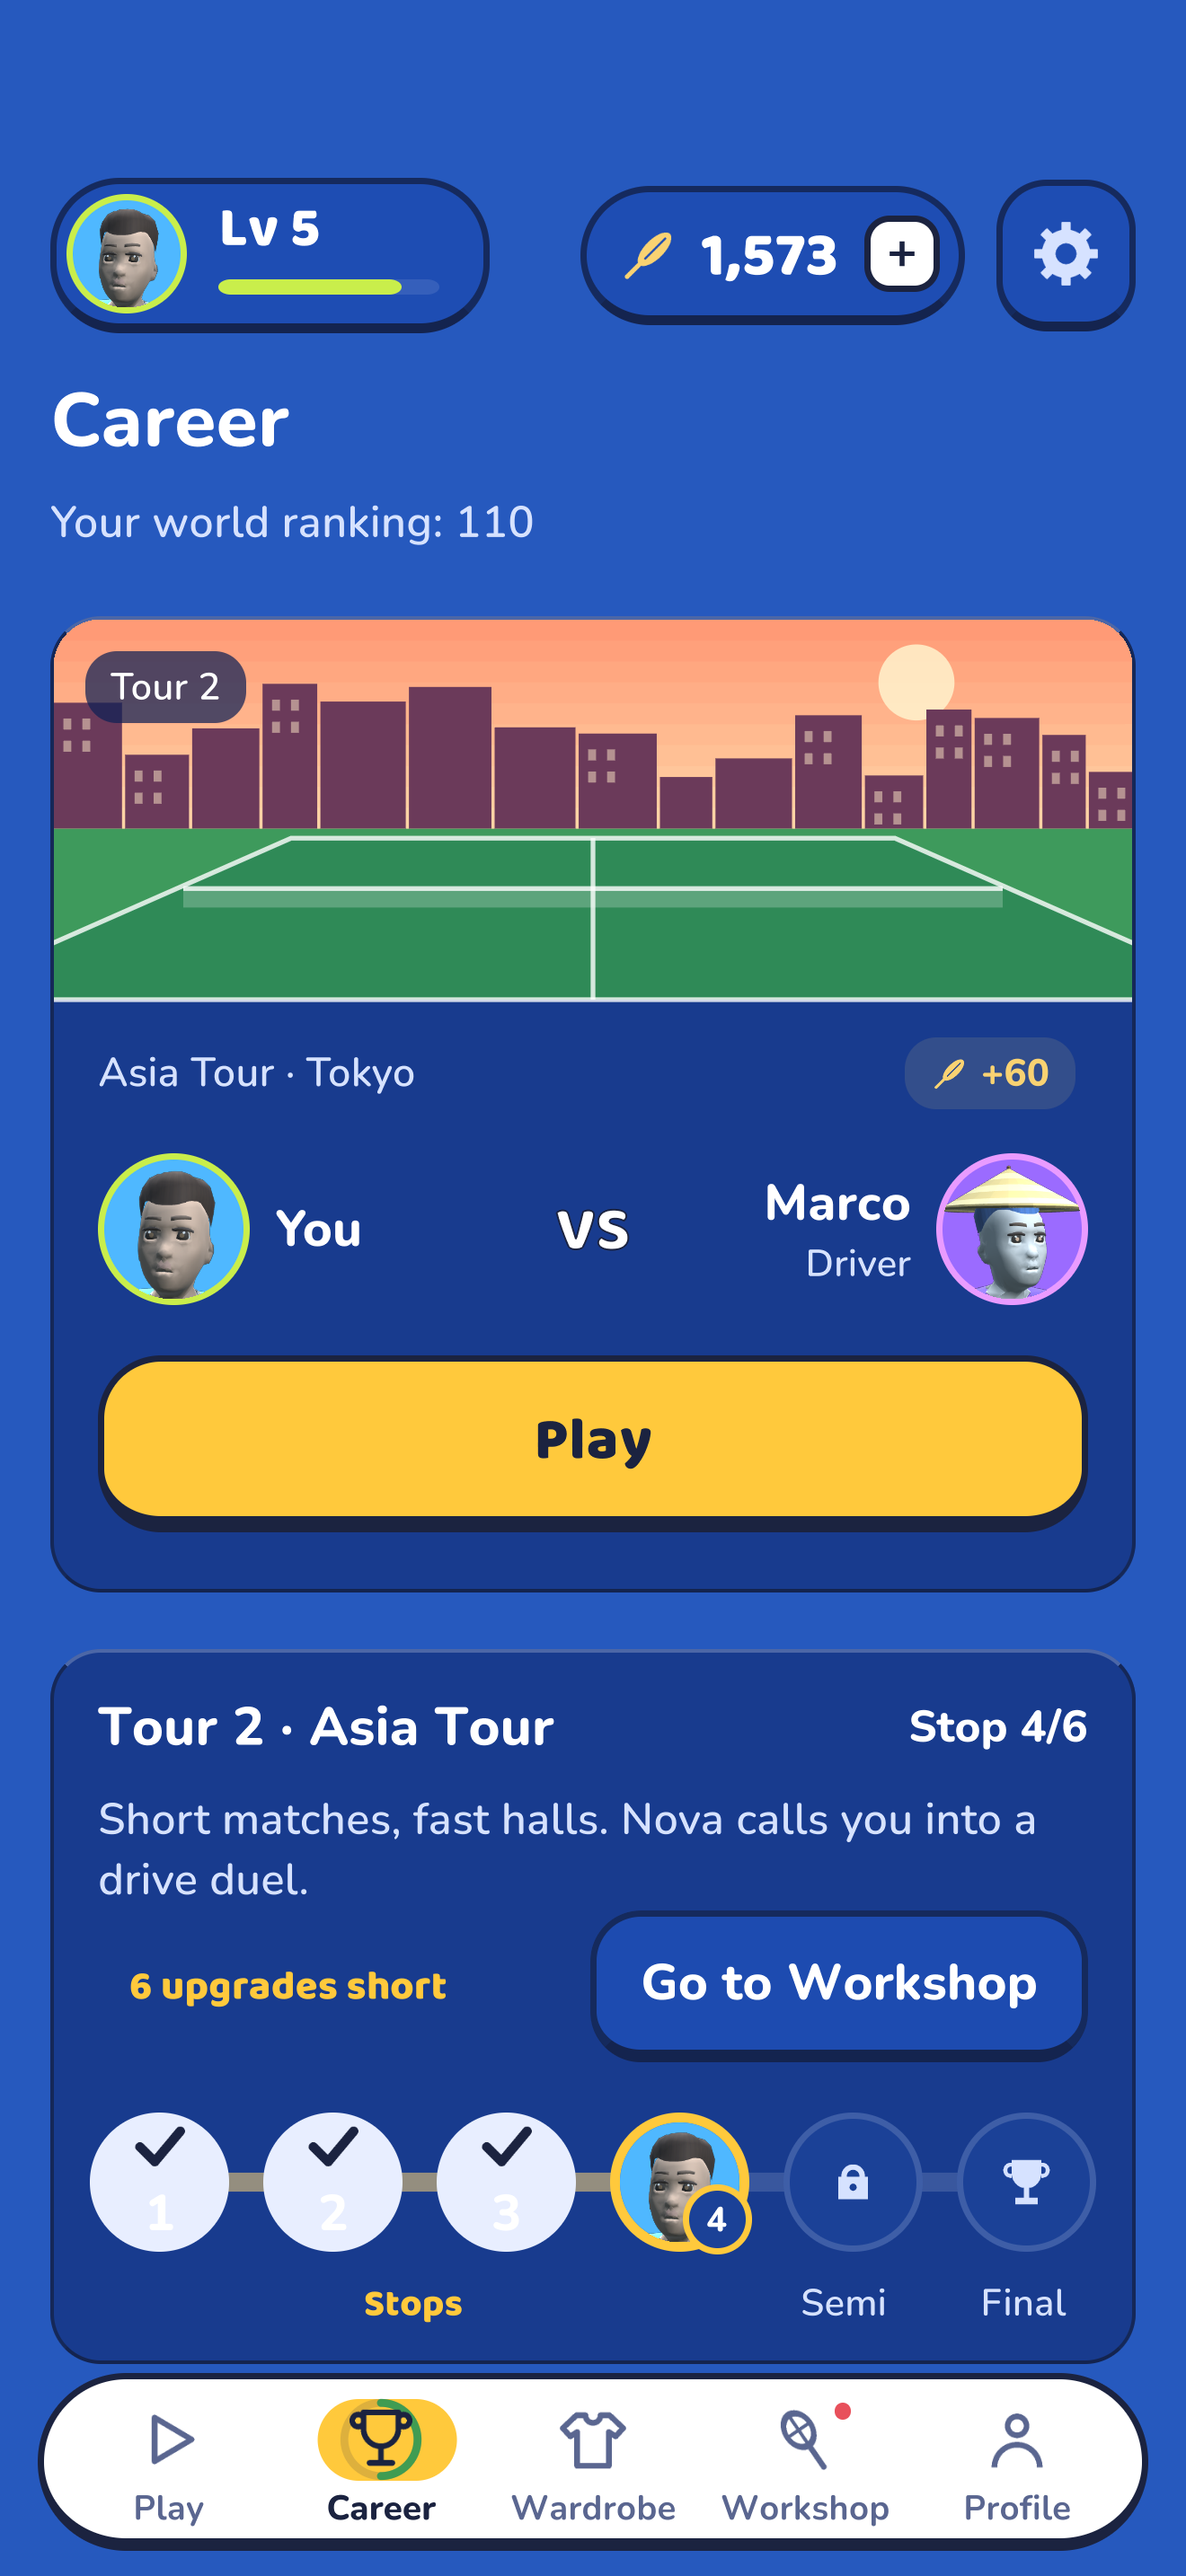 Lv 5
1,573
+
Career
Your world ranking: 110
Tour 2
Asia Tour · Tokyo
+60
You
VS
Marco
Driver
Play
Tour 2 · Asia Tour
Stop 4/6
Short matches, fast halls. Nova calls you into a
drive duel.
6 upgrades short
Go to Workshop
1
2
3
4
Stops
Semi
Final
Play
Career
Wardrobe
Workshop
Profile